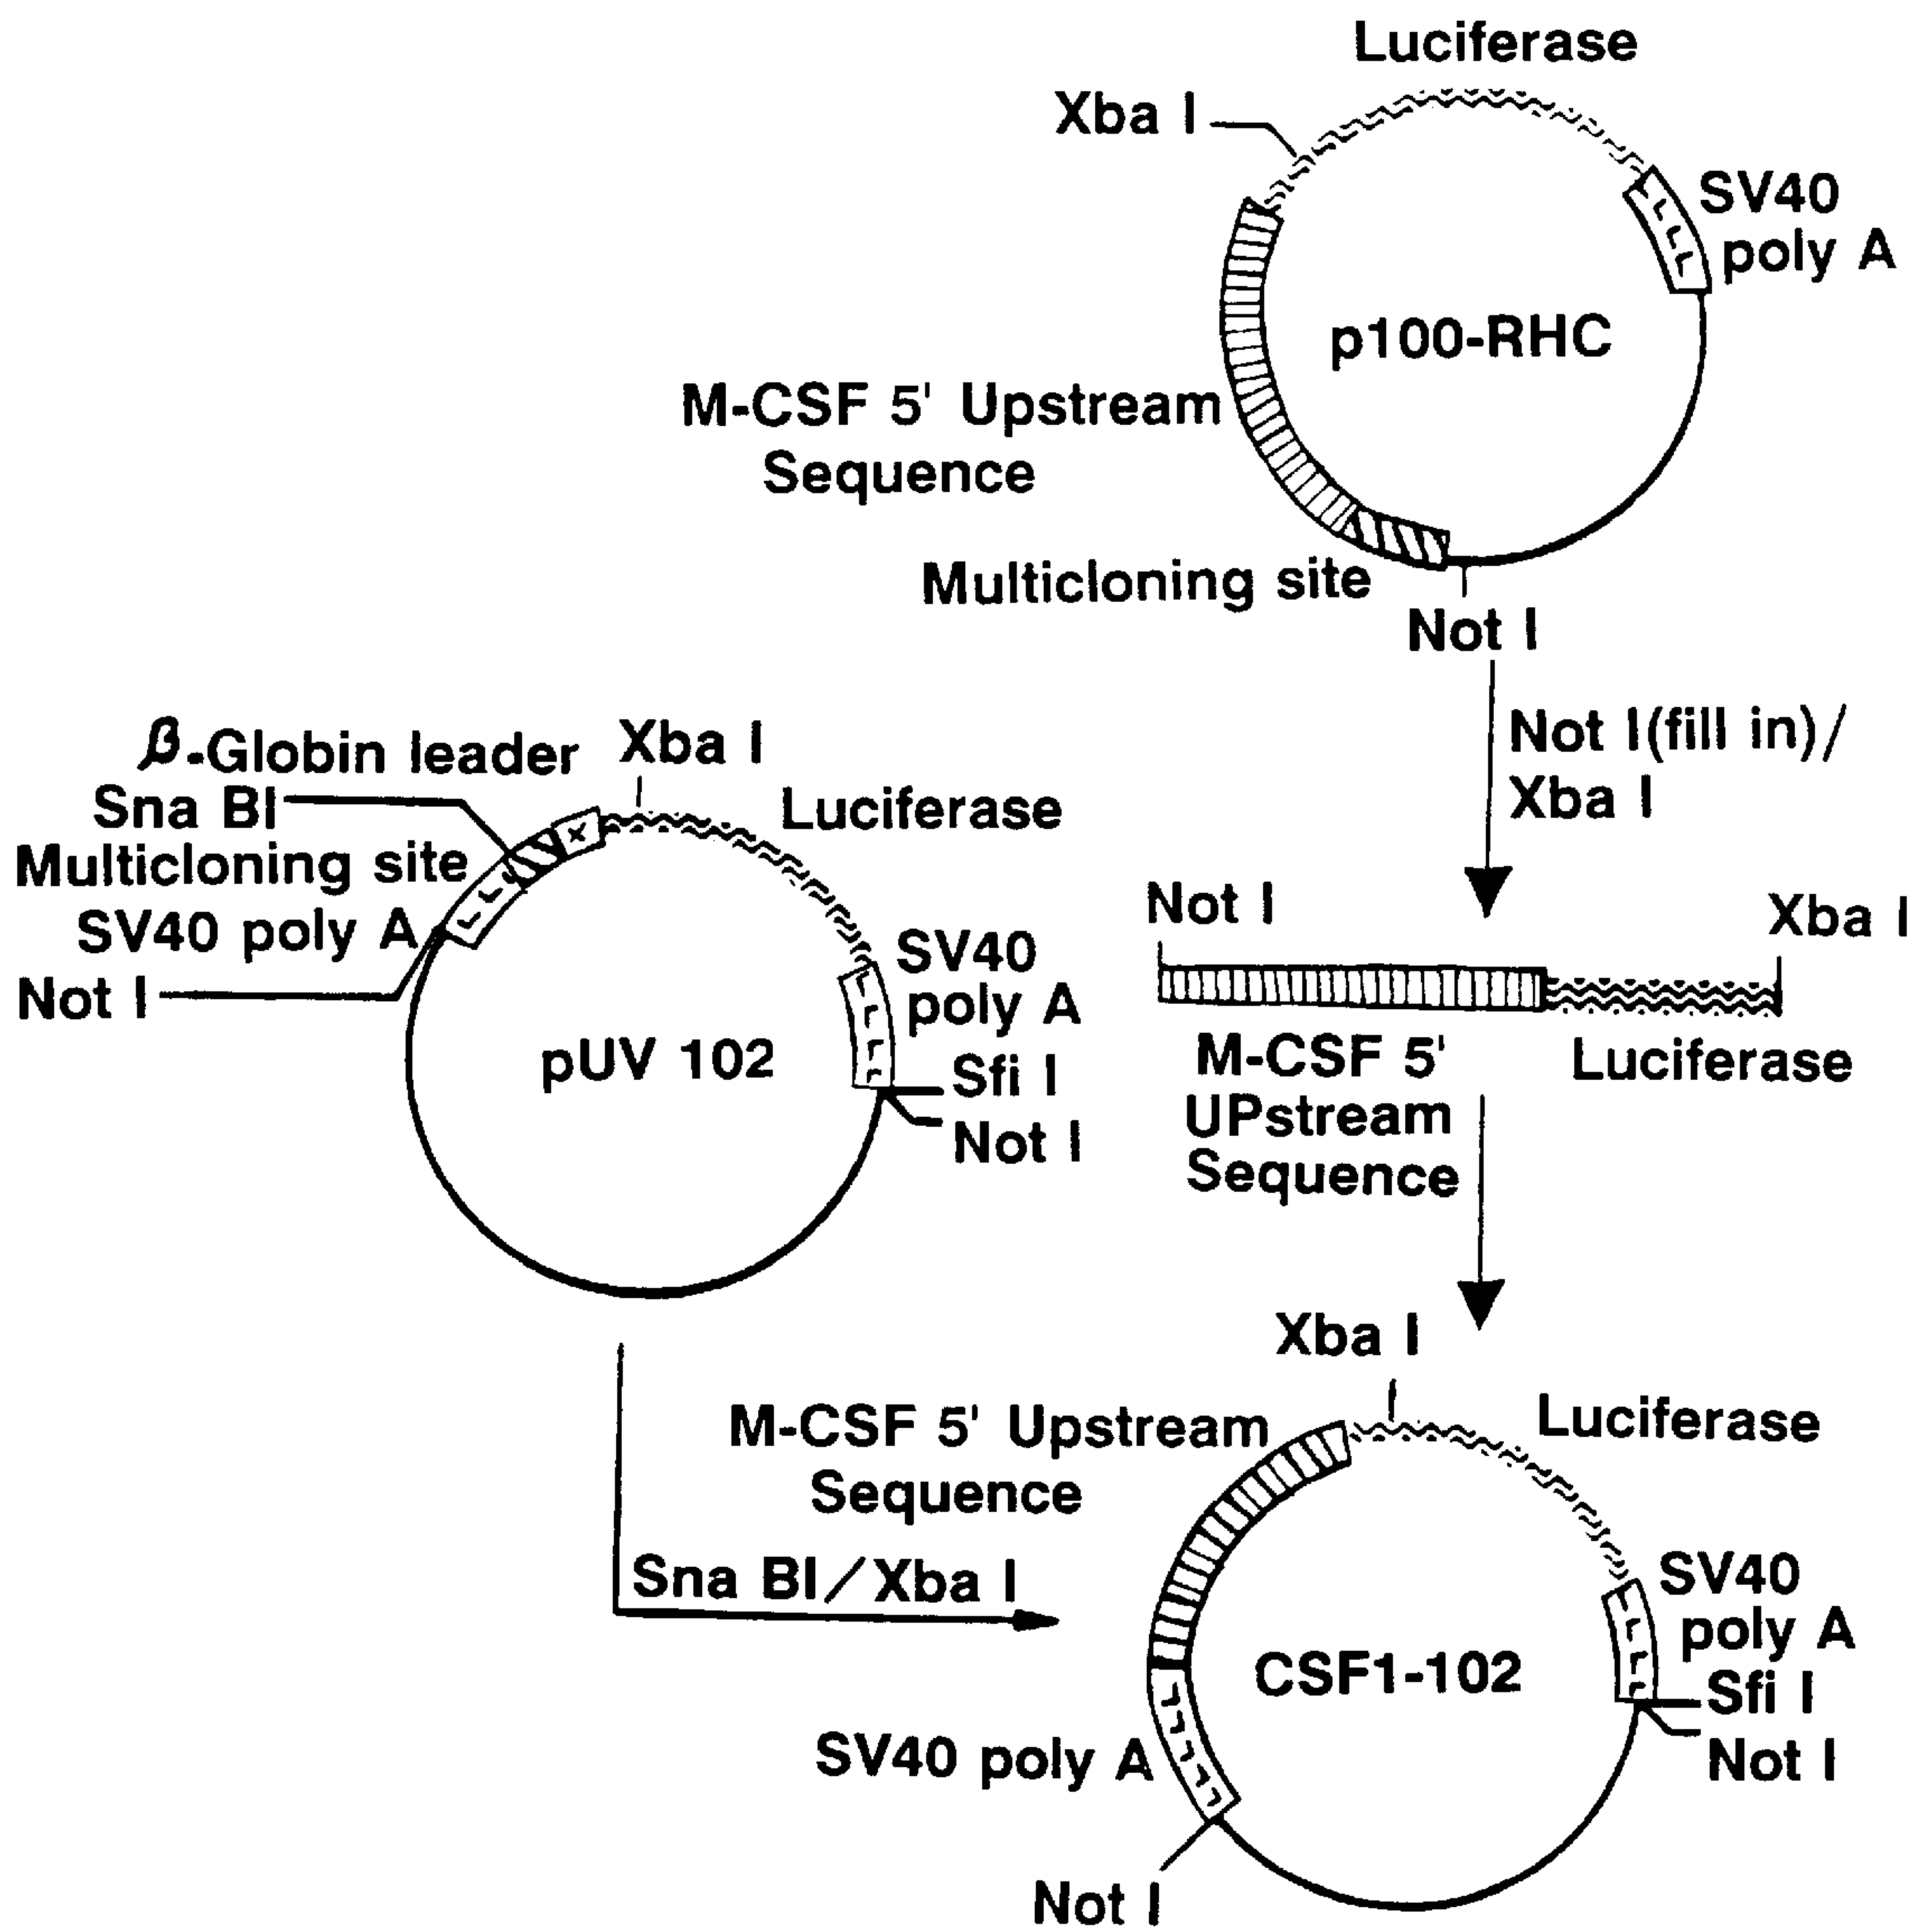 Luciferase
Xba I
SV40
poly A
p100-RHC
M-CSF 5' Upstream
Sequence
Multicloning site
Not I
Not I(fill in)/
Xba I
β-Globin leader
Xba I
Sna BI
Luciferase
Multicloning site
SV40 poly A
Not I
SV40
poly A
pUV 102
Sfi I
Not I
Not I
Xba I
M-CSF 5'
UPstream
Sequence
Luciferase
Sna BI/Xba I
Xba I
M-CSF 5' Upstream
Sequence
Luciferase
SV40
poly A
CSF1-102
Sfi I
Not I
SV40 poly A
Not I